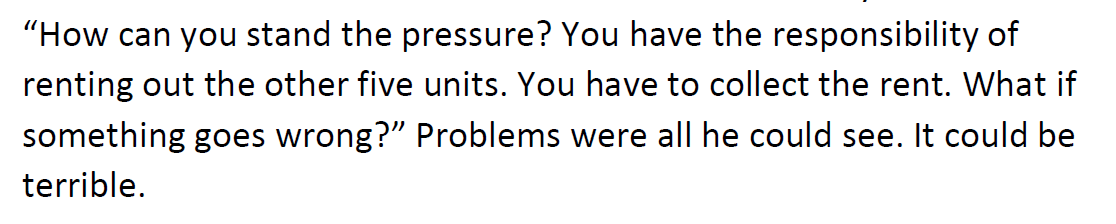 “How can you stand the pressure? You have the responsibility of
renting out the other five units. You have to collect the rent. What if
something goes wrong?” Problems were all he could see. It could be
terrible.